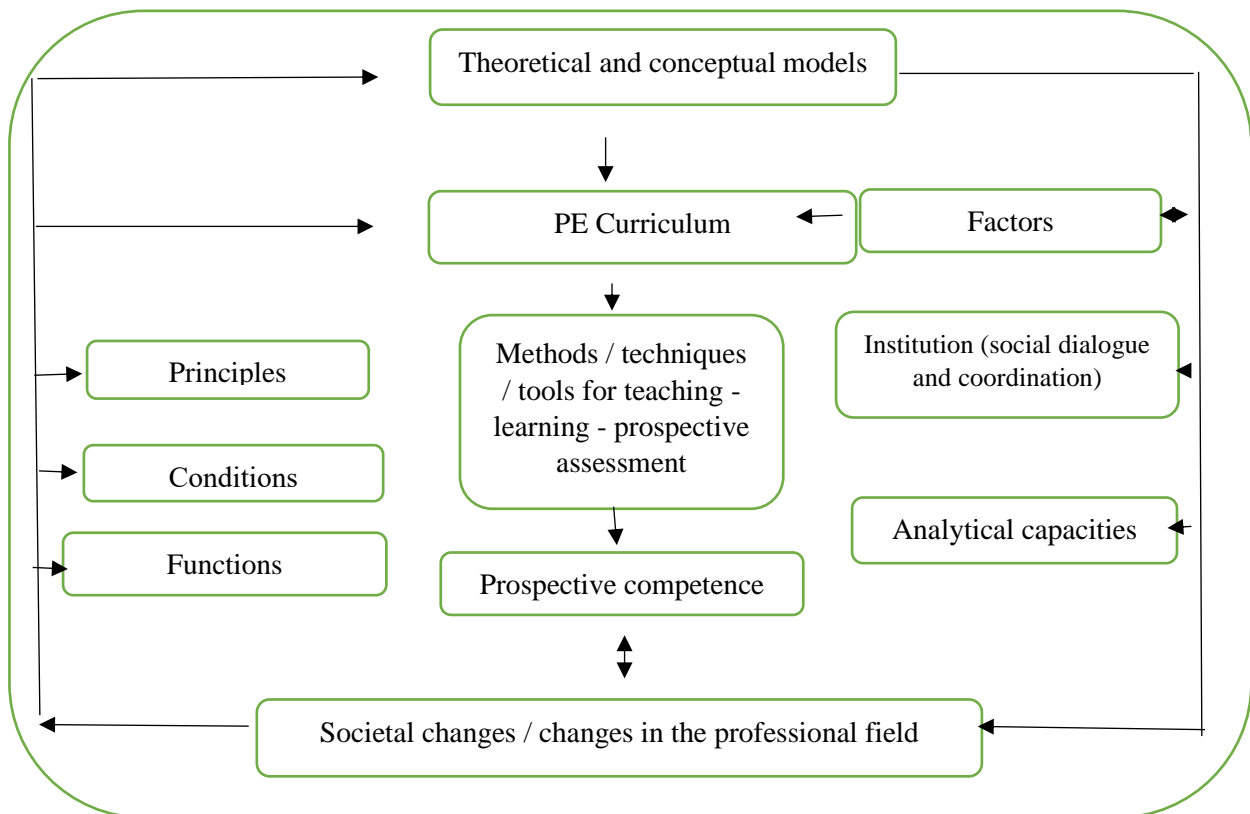 Theoretical and conceptual models
PE Curriculum
Factors
Methods / techniques
/ tools for teaching -
learning - prospective
assessment
Institution (social dialogue
and coordination)
Principles
Conditions
Analytical capacities
Functions
Prospective competence
Societal changes / changes in the professional field